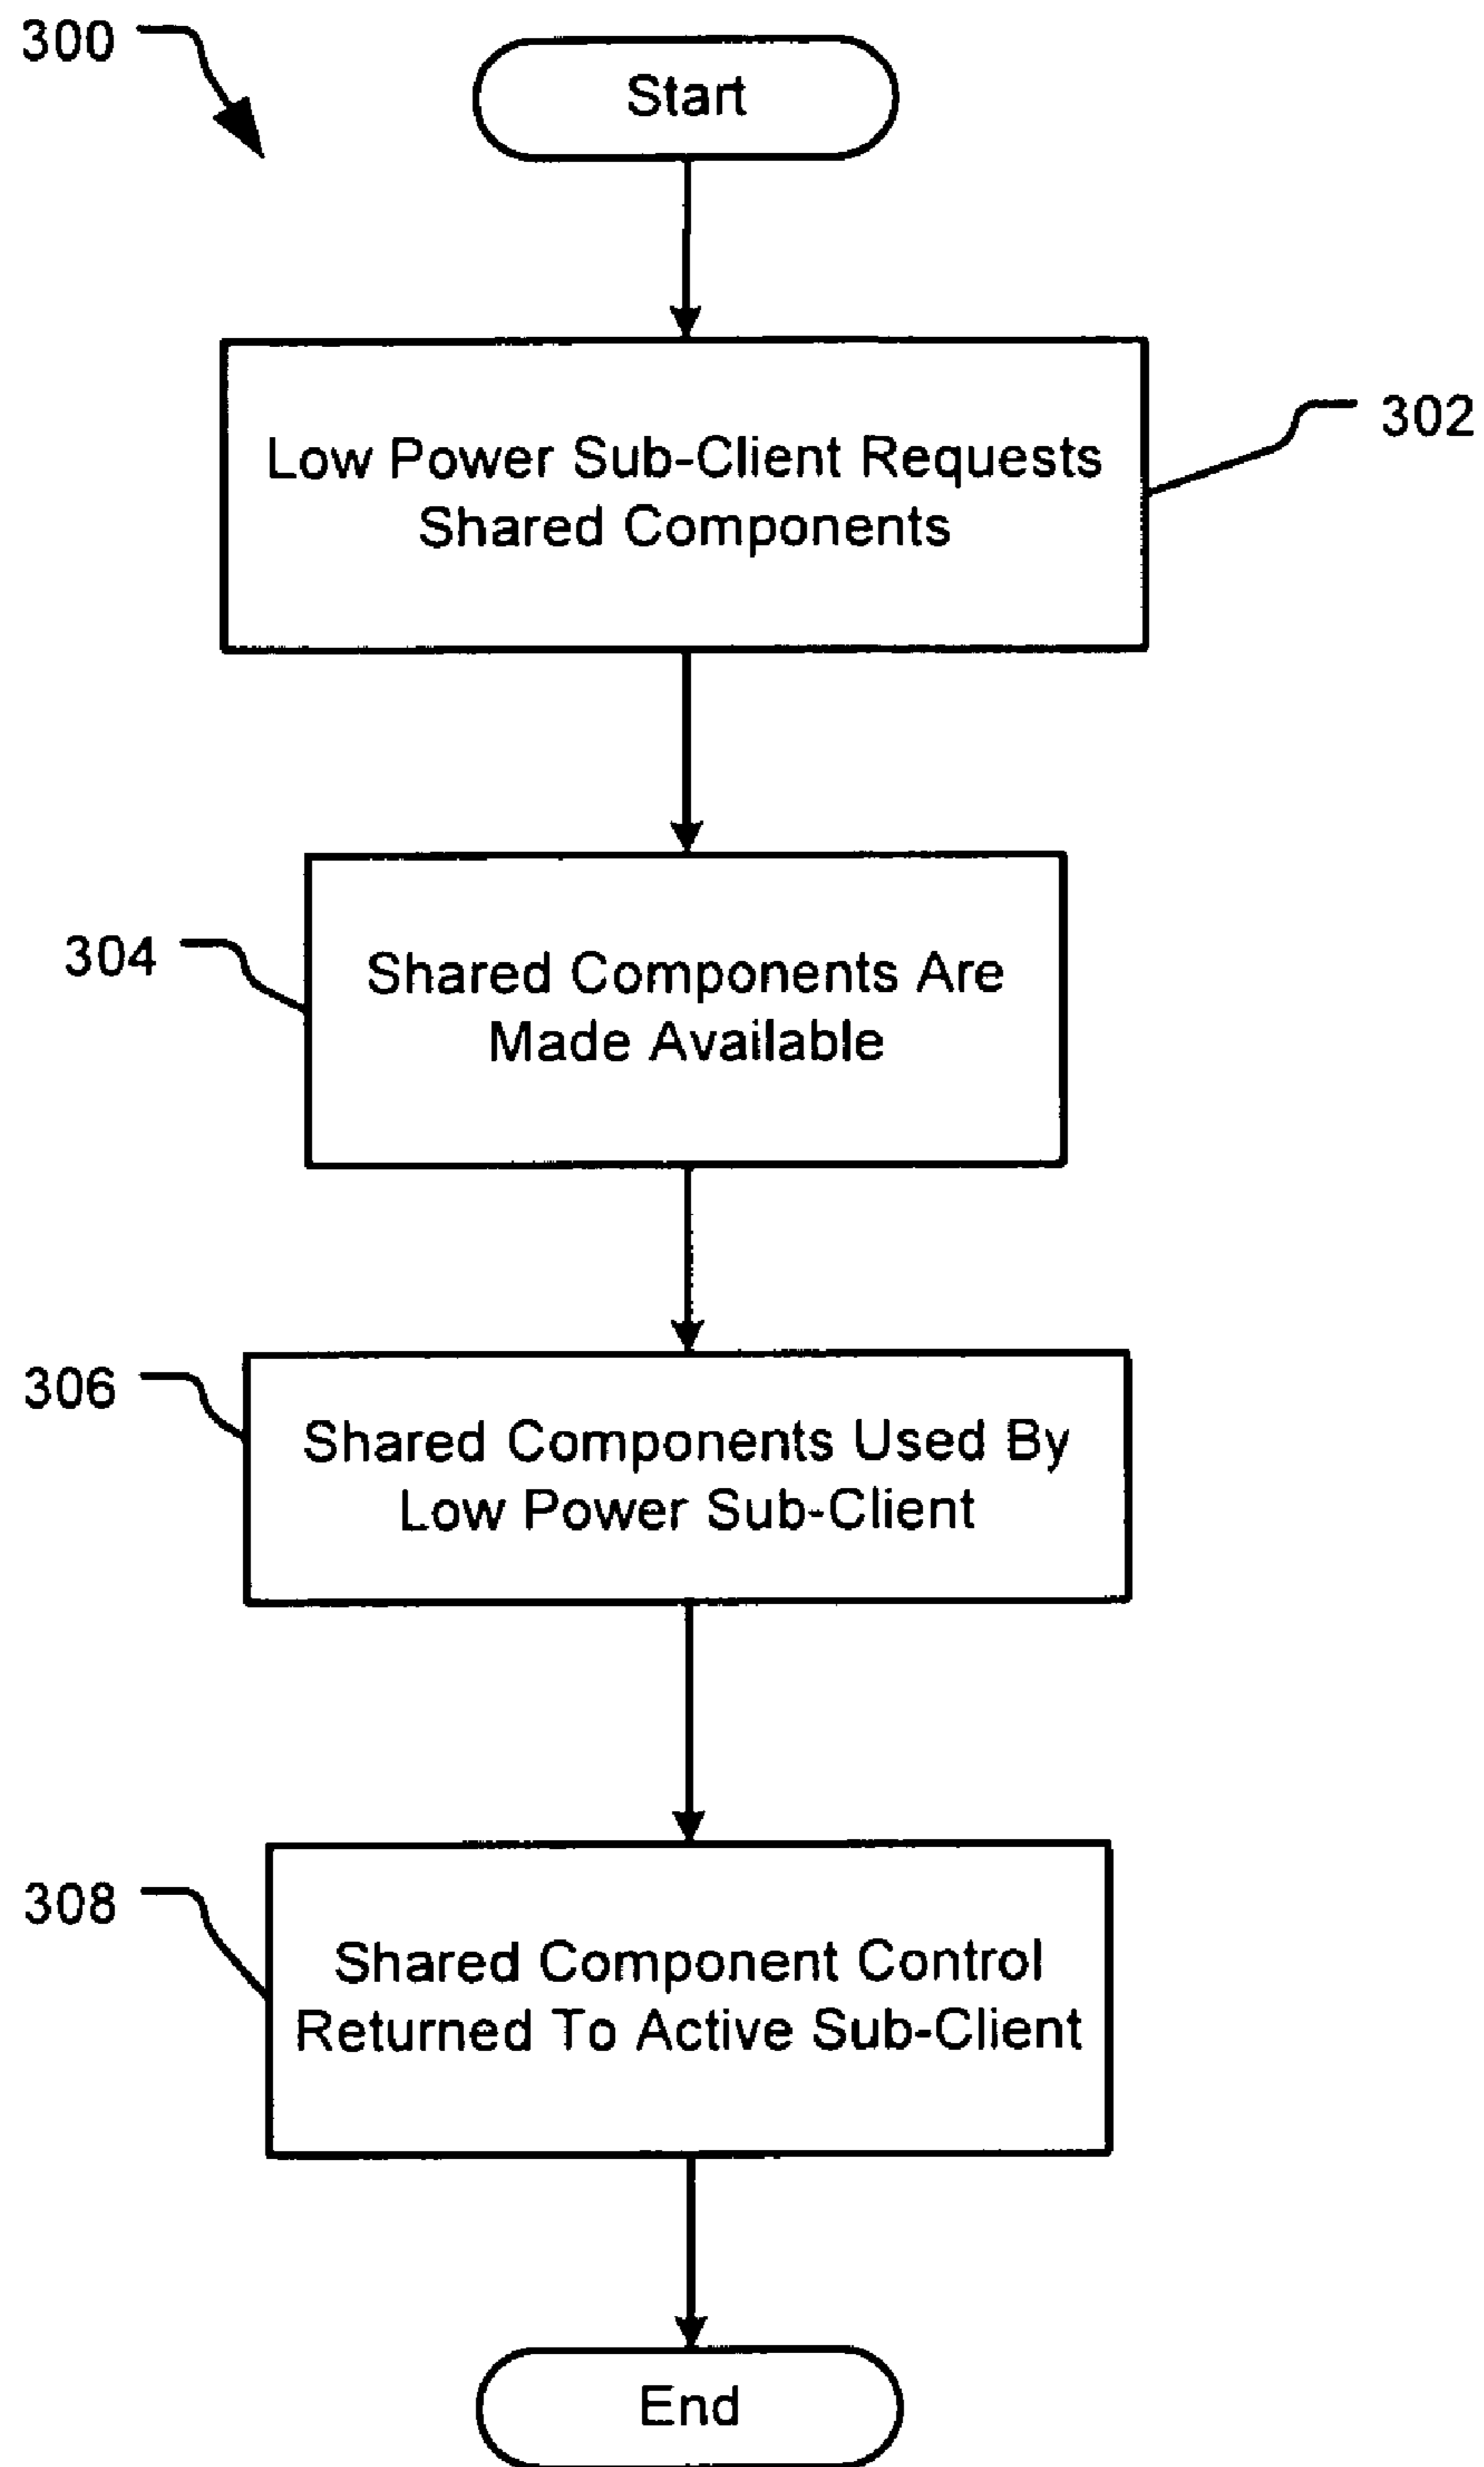 300
Start
302
Low Power Sub-Client Requests
Shared Components
304
Shared Components Are
Made Available
306
Shared Components Used By
Low Power Sub-Client
308
Shared Component Control
Returned To Active Sub-Client
End